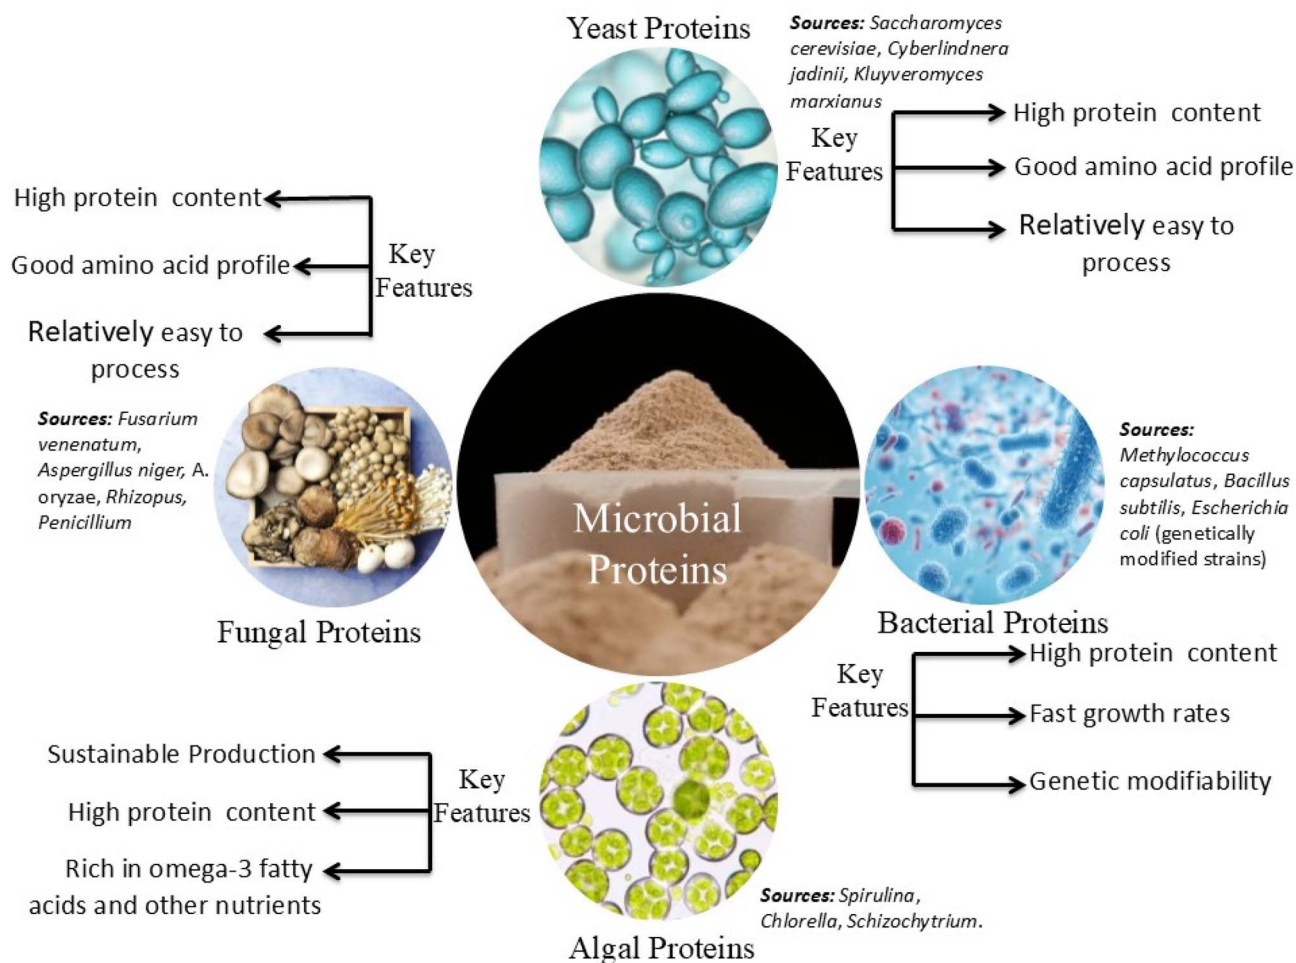 Yeast Proteins
Sources: Saccharomyces
cerevisiae, Cyberlindnera
jadinii, Kluyveromyces
marxianus
Key
Features
High protein content
Good amino acid profile
Relatively easy to
process
High protein content
Good amino acid profile
Relatively easy to
process
Key
Features
Sources: Fusarium
venenatum,
Aspergillus niger, A.
oryzae, Rhizopus,
Penicillium
Fungal Proteins
Microbial
Proteins
Sources:
Methylococcus
capsulatus, Bacillus
subtilis, Escherichia
coli (genetically
modified strains)
Bacterial Proteins
Key
Features
High protein content
Fast growth rates
Genetic modifiability
Sustainable Production
High protein content
Rich in omega-3 fatty
acids and other nutrients
Key
Features
Sources: Spirulina,
Chlorella, Schizochytrium.
Algal Proteins